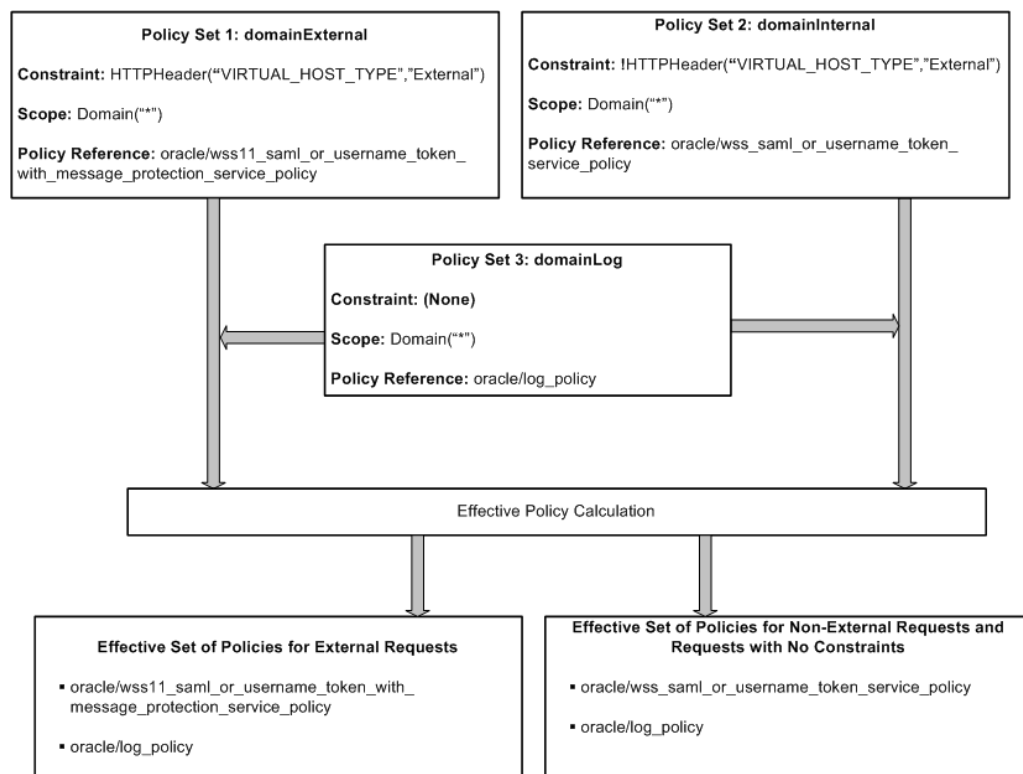 Policy Set 1: domainExternal
Constraint: HTTPHeader(“VIRTUAL_HOST_TYPE”,”External”)
Scope: Domain(“*”)
Policy Reference: oracle/wss11_saml_or_username_token_
with_message_protection_service_policy
Policy Set 2: domainInternal
Constraint: !HTTPHeader(“VIRTUAL_HOST_TYPE”,”External”)
Scope: Domain(“*”)
Policy Reference: oracle/wss_saml_or_username_token_
service_policy
Policy Set 3: domainLog
Constraint: (None)
Scope: Domain(“*”)
Policy Reference: oracle/log_policy
Effective Policy Calculation
Effective Set of Policies for External Requests
▪ oracle/wss11_saml_or_username_token_with_
message_protection_service_policy
▪ oracle/log_policy
Effective Set of Policies for Non-External Requests and
Requests with No Constraints
▪ oracle/wss_saml_or_username_token_service_policy
▪ oracle/log_policy